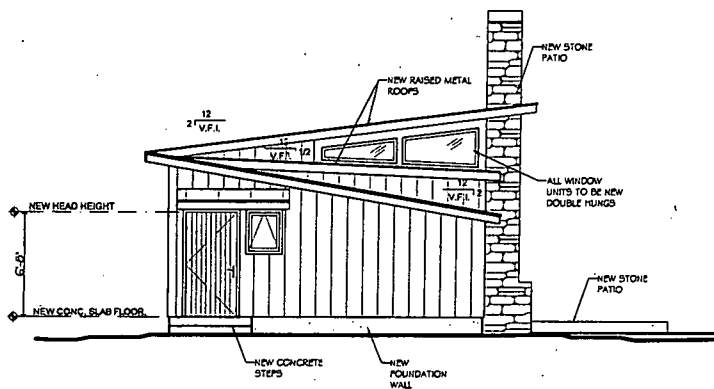 NEW STONE
PATIO
NEW RAISED METAL
ROOFS
12
2
V.F.I.
12
V.F.I.
1/2
12
V.F.I.
2
ALL WINDOW
UNITS TO BE NEW
DOUBLE HUNGS
NEW HEAD HEIGHT
6'-8"
NEW CONC. SLAB FLOOR.
NEW STONE
PATIO
NEW CONCRETE
STEPS
NEW
FOUNDATION
WALL